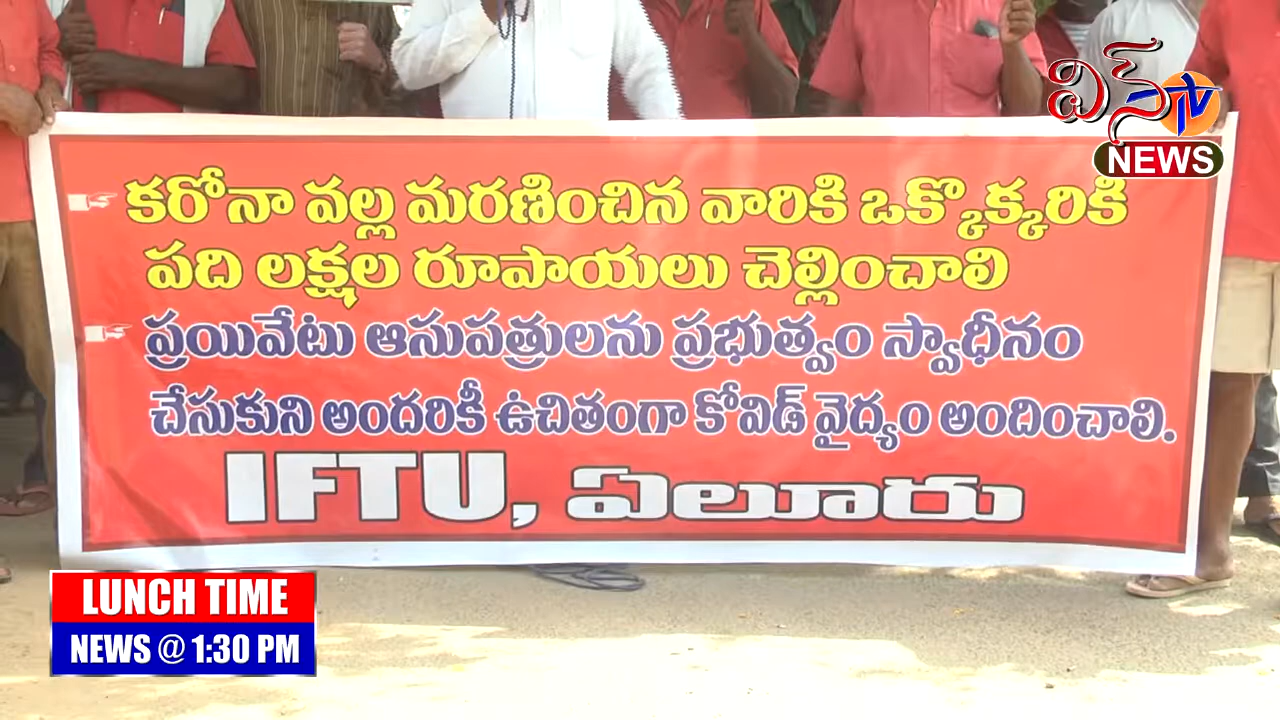 విస్ TV
NEWS
కరోనా వల్ల మరణించిన వారికి ఒక్కొక్కరికి
పది లక్షల రూపాయలు చెల్లించాలి
ప్రయివేటు ఆసుపత్రులను ప్రభుత్వం స్వాధీనం
చేసుకుని అందరికీ ఉచితంగా కోవిడ్ వైద్యం అందించాలి.
IFTU, ఏలూరు
LUNCH TIME
NEWS @ 1:30 PM